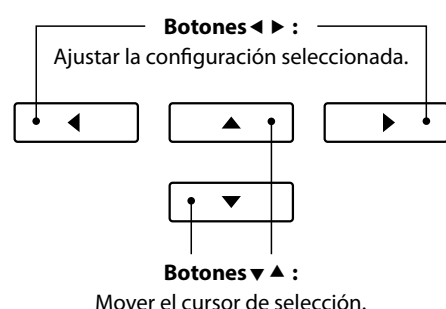 Botones ◀ ▶ :
Ajustar la configuración seleccionada.
Botones ▼ ▲ :
Mover el cursor de selección.